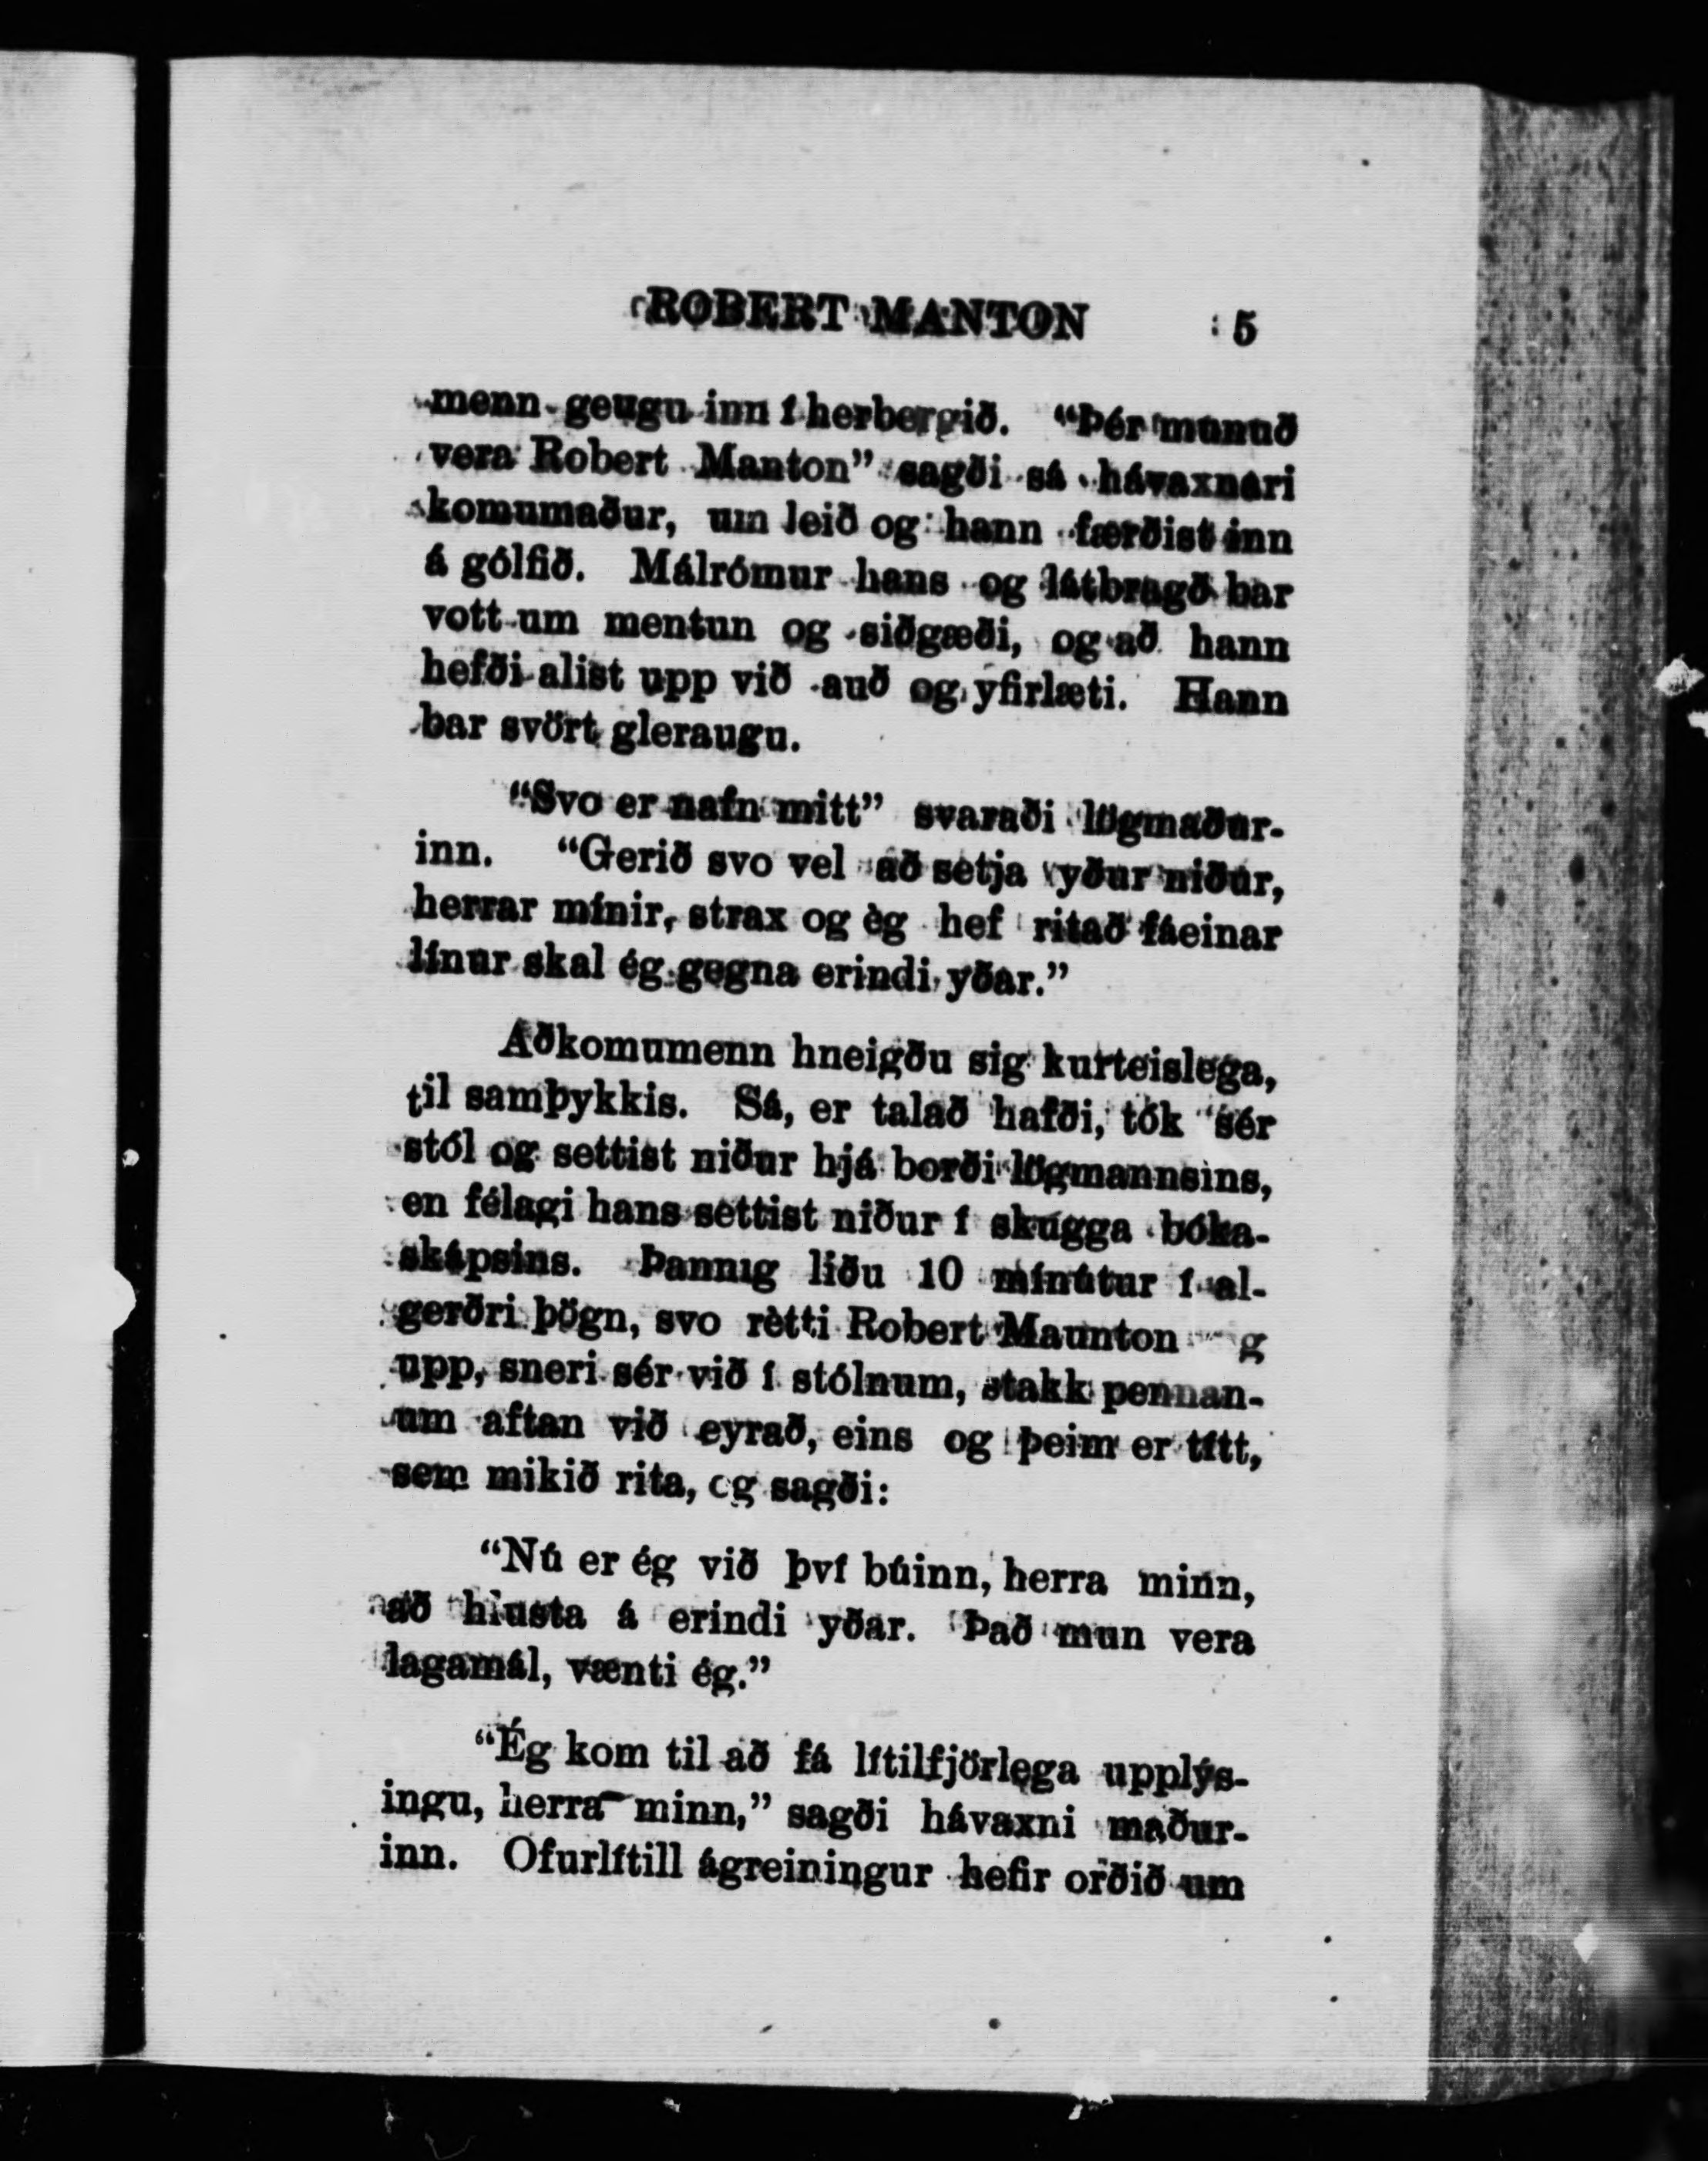 ROBERT MANTON 5
menn geugu inn í herbergið. “Þér munuð
vera Robert Manton” sagði sá hávaxnari
komumaður, um leið og hann færðist inn
á gólfið. Málrómur hans og látbragð bar
vott um mentun og siðgæði, og að hann
hefði alist upp við auð og yfirlæti. Hann
bar svört gleraugu.
“Svo er nafn mitt” svaraði lögmaður-
inn. “Gerið svo vel að setja yður niður,
herrar mínir, strax og èg hef ritað fáeinar
línur skal ég gegna erindi yðar.”
Aðkomumenn hneigðu sig kurteislega,
til samþykkis. Sá, er talað hafði, tók sér
stól og settist niður hjá borði lögmannsins,
en félagi hans settist niður í skugga bóka-
skápsins. Þannig liðu 10 mínútur í al-
gerðri þögn, svo rètti Robert Maunton g
upp, sneri sér við í stólnum, stakk pennan-
um aftan við eyrað, eins og þeim er títt,
sem mikið rita, og sagði:
“Nú er ég við því búinn, herra minn,
að hlusta á erindi yðar. Það mun vera
lagamál, vænti ég.”
“Ég kom til að fá lítilfjörlega upplýs-
ingu, herra minn,” sagði hávaxni maður-
inn. Ofurlítill ágreiningur hefir orðið um